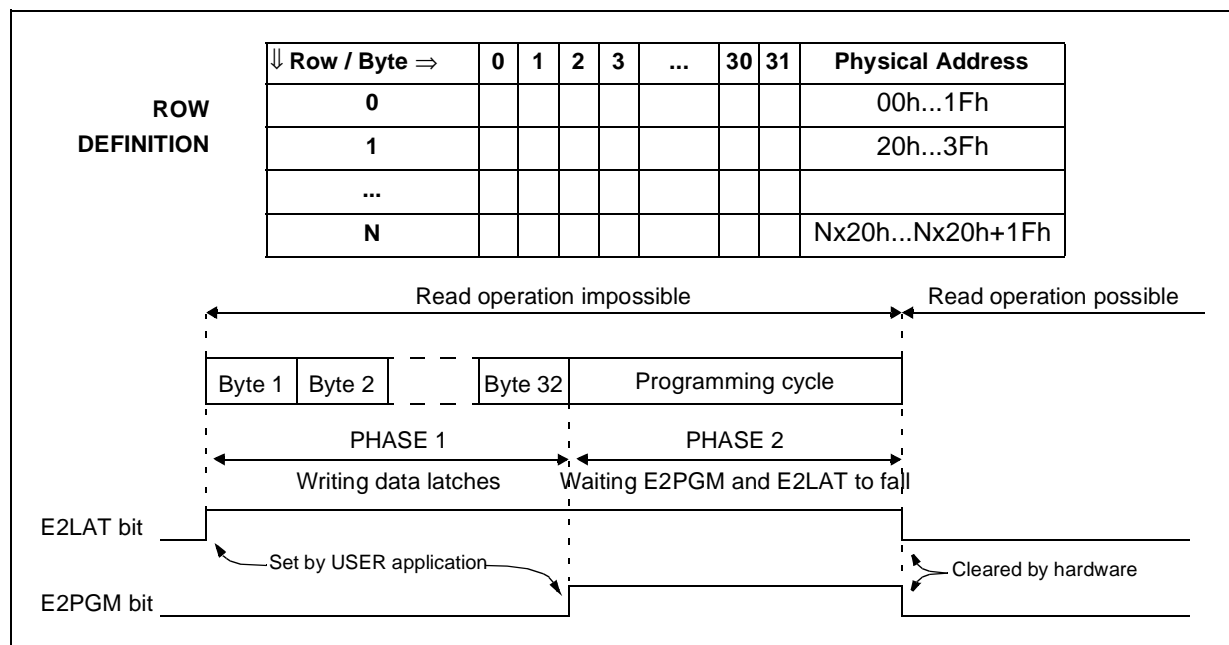 ⇓ Row / Byte ⇒ 0 1 2 3 ... 30 31 Physical Address
ROW DEFINITION
0 00h...1Fh
1 20h...3Fh
...
N Nx20h...Nx20h+1Fh
Read operation impossible Read operation possible
Byte 1 Byte 2 Byte 32 Programming cycle
PHASE 1 PHASE 2
Writing data latches Waiting E2PGM and E2LAT to fall
E2LAT bit
Set by USER application Cleared by hardware
E2PGM bit